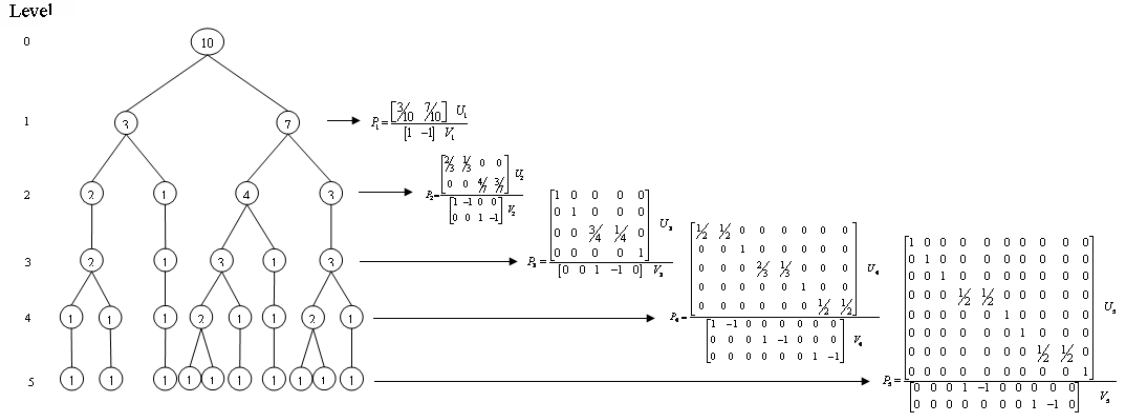 Level
0
10
1
3
7
P₁=
[3/10 7/10] U₁
[1 -1] V₁
2
2
1
4
3
P₂=
2/3 1/3 0 0
0 0 4/7 3/7
U₂
1 -1 0 0
0 0 1 -1
V₂
3
2
1
3
1
3
P₃=
1 0 0 0 0
0 1 0 0 0
0 0 3/4 1/4 0
0 0 0 0 1
U₃
[0 0 1 -1 0] V₃
4
1
1
1
2
1
1
2
1
P₄=
1/2 1/2 0 0 0 0 0 0
0 0 1 0 0 0 0 0
0 0 0 2/3 1/3 0 0 0
0 0 0 0 0 1 0 0
0 0 0 0 0 0 1/2 1/2
U₄
1 -1 0 0 0 0 0 0
0 0 0 1 -1 0 0 0
0 0 0 0 0 0 1 -1
V₄
5
1
1
1
1
1
1
1
1
1
1
P₅=
1 0 0 0 0 0 0 0 0 0
0 1 0 0 0 0 0 0 0 0
0 0 1 0 0 0 0 0 0 0
0 0 0 1/2 1/2 0 0 0 0 0
0 0 0 0 0 1 0 0 0 0
0 0 0 0 0 0 1 0 0 0
0 0 0 0 0 0 0 1/2 1/2 0
0 0 0 0 0 0 0 0 0 1
U₅
0 0 0 1 -1 0 0 0 0 0
0 0 0 0 0 0 0 1 -1 0
V₅